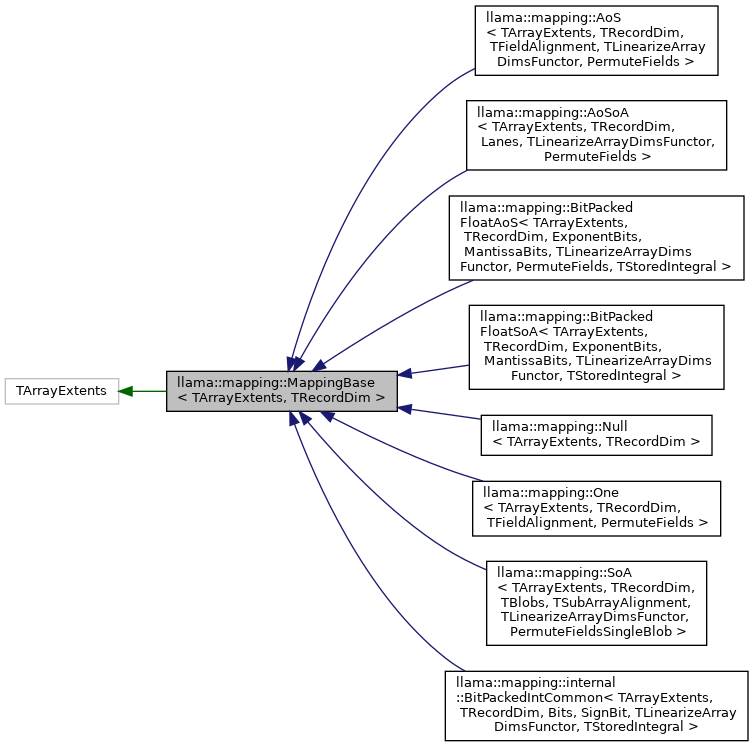 llama::mapping::AoS
< TArrayExtents, TRecordDim,
TFieldAlignment, TLinearizeArray
DimsFunctor, PermuteFields >
llama::mapping::AoSoA
< TArrayExtents, TRecordDim,
Lanes, TLinearizeArrayDimsFunctor,
PermuteFields >
llama::mapping::BitPacked
FloatAoS< TArrayExtents,
TRecordDim, ExponentBits,
MantissaBits, TLinearizeArrayDims
Functor, PermuteFields, TStoredIntegral >
llama::mapping::BitPacked
FloatSoA< TArrayExtents,
TRecordDim, ExponentBits,
MantissaBits, TLinearizeArrayDims
Functor, TStoredIntegral >
TArrayExtents
llama::mapping::MappingBase
< TArrayExtents, TRecordDim >
llama::mapping::Null
< TArrayExtents, TRecordDim >
llama::mapping::One
< TArrayExtents, TRecordDim,
TFieldAlignment, PermuteFields >
llama::mapping::SoA
< TArrayExtents, TRecordDim,
TBlobs, TSubArrayAlignment,
TLinearizeArrayDimsFunctor,
PermuteFieldsSingleBlob >
llama::mapping::internal
::BitPackedIntCommon< TArrayExtents,
TRecordDim, Bits, SignBit, TLinearizeArray
DimsFunctor, TStoredIntegral >